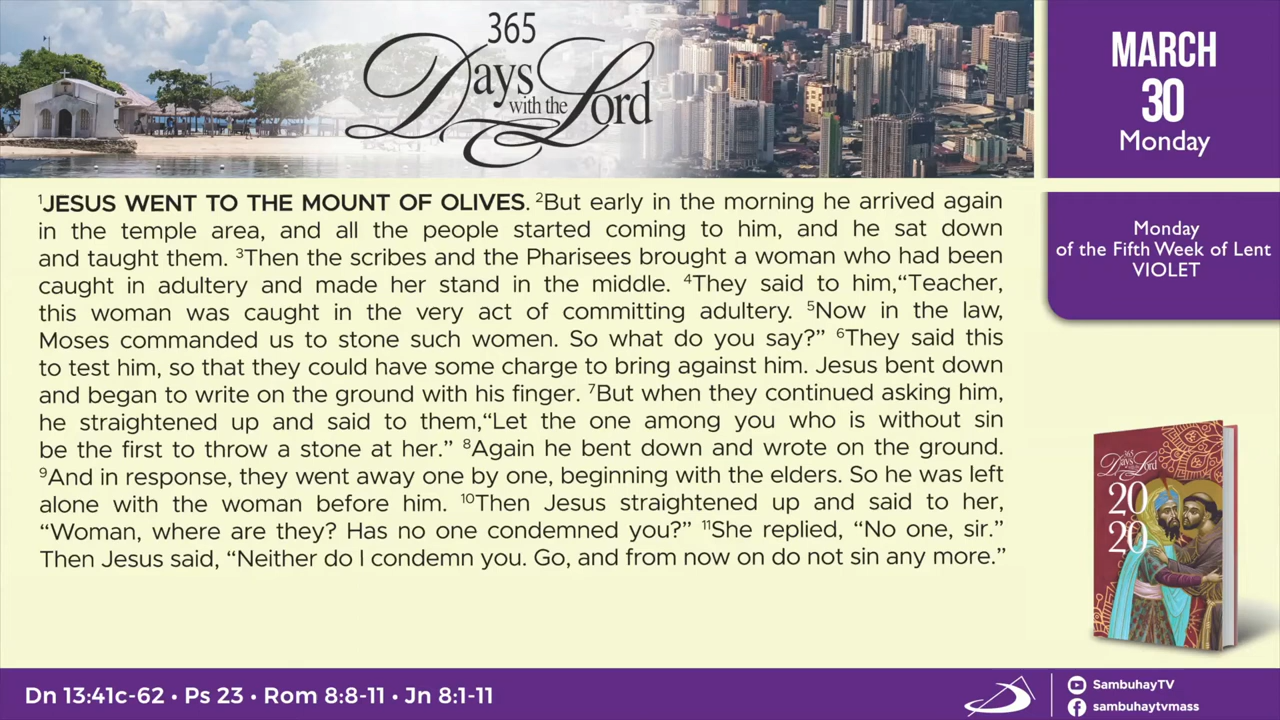 365
Days
with the
Lord
MARCH
30
Monday
Monday
of the Fifth Week of Lent
VIOLET
¹JESUS WENT TO THE MOUNT OF OLIVES. ²But early in the morning he arrived again
in the temple area, and all the people started coming to him, and he sat down
and taught them. ³Then the scribes and the Pharisees brought a woman who had been
caught in adultery and made her stand in the middle. ⁴They said to him,“Teacher,
this woman was caught in the very act of committing adultery. ⁵Now in the law,
Moses commanded us to stone such women. So what do you say?” ⁶They said this
to test him, so that they could have some charge to bring against him. Jesus bent down
and began to write on the ground with his finger. ⁷But when they continued asking him,
he straightened up and said to them,“Let the one among you who is without sin
be the first to throw a stone at her.” ⁸Again he bent down and wrote on the ground.
⁹And in response, they went away one by one, beginning with the elders. So he was left
alone with the woman before him. ¹⁰Then Jesus straightened up and said to her,
“Woman, where are they? Has no one condemned you?” ¹¹She replied, “No one, sir.”
Then Jesus said, “Neither do I condemn you. Go, and from now on do not sin any more.”
365
Days with the Lord
20
20
Dn 13:41c-62 • Ps 23 • Rom 8:8-11 • Jn 8:1-11
SambuhayTV
sambuhaytvmass